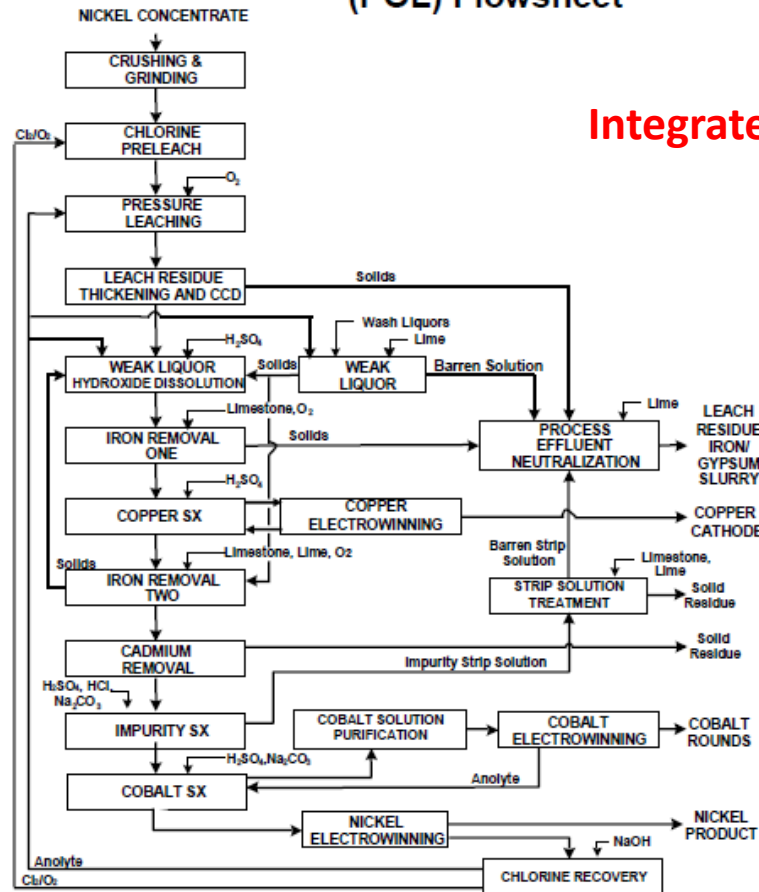 (POL) Flowsheet
NICKEL CONCENTRATE
Integrate
CRUSHING &
GRINDING
Cl₂/O₂
CHLORINE
PRELEACH
O₂
PRESSURE
LEACHING
LEACH RESIDUE
THICKENING AND CCD
Solids
Wash Liquors
H₂SO₄
Lime
WEAK LIQUOR
HYDROXIDE DISSOLUTION
Solids
WEAK
LIQUOR
Barren Solution
Limestone,O₂
Lime
IRON REMOVAL
ONE
Solids
PROCESS
EFFLUENT
NEUTRALIZATION
LEACH
RESIDUE
IRON/
GYPSUM
SLURRY
H₂SO₄
COPPER SX
COPPER
ELECTROWINNING
COPPER
CATHODE
Solids
Limestone, Lime, O2
Barren Strip
Solution
Limestone,
Lime
IRON REMOVAL
TWO
STRIP SOLUTION
TREATMENT
Solid
Residue
CADMIUM
REMOVAL
Impurity Strip Solution
Solid
Residue
H₂SO₄, HCl,
Na₂CO₃
IMPURITY SX
COBALT SOLUTION
PURIFICATION
COBALT
ELECTROWINNING
COBALT
ROUNDS
H₂SO₄,Na₂CO₃
COBALT SX
Anolyte
NICKEL
ELECTROWINNING
NICKEL
PRODUCT
NaOH
Anolyte
Cl₂/O₂
CHLORINE RECOVERY